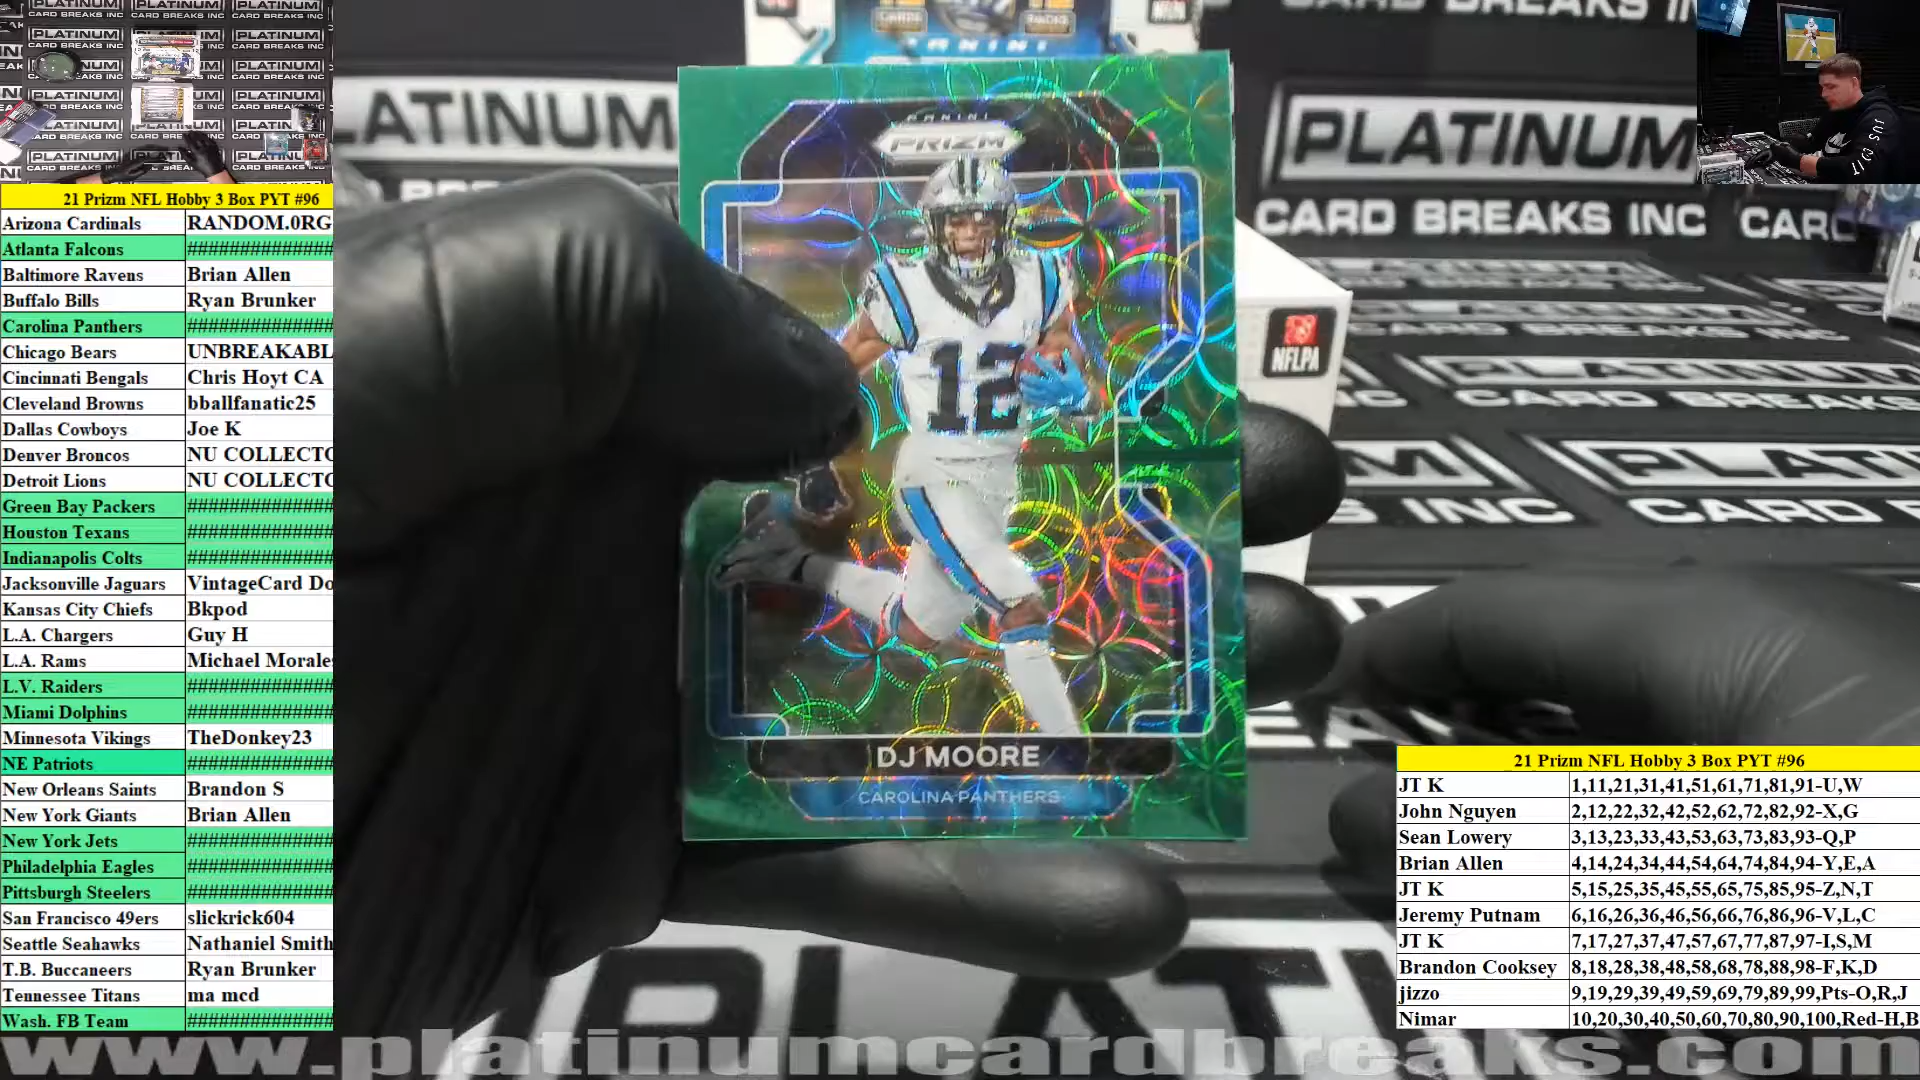 21 Prizm NFL Hobby 3 Box PYT #96
Arizona Cardinals RANDOM.0RG
Atlanta Falcons ################
Baltimore Ravens Brian Allen
Buffalo Bills Ryan Brunker
Carolina Panthers ################
Chicago Bears UNBREAKABL
Cincinnati Bengals Chris Hoyt CA
Cleveland Browns bballfanatic25
Dallas Cowboys Joe K
Denver Broncos NU COLLECTO
Detroit Lions NU COLLECTO
Green Bay Packers ################
Houston Texans ################
Indianapolis Colts ################
Jacksonville Jaguars VintageCard Do
Kansas City Chiefs Bkpod
L.A. Chargers Guy H
L.A. Rams Michael Morales
L.V. Raiders ################
Miami Dolphins ################
Minnesota Vikings TheDonkey23
NE Patriots ################
New Orleans Saints Brandon S
New York Giants Brian Allen
New York Jets ################
Philadelphia Eagles ################
Pittsburgh Steelers ################
San Francisco 49ers slickrick604
Seattle Seahawks Nathaniel Smith
T.B. Buccaneers Ryan Brunker
Tennessee Titans ma mcd
Wash. FB Team ################
PANINI
PRIZM
12
DJ MOORE
CAROLINA PANTHERS
PLATINUM
CARD BREAKS INC
NFLPA
JUST DO IT
21 Prizm NFL Hobby 3 Box PYT #96
JT K 1,11,21,31,41,51,61,71,81,91-U,W
John Nguyen 2,12,22,32,42,52,62,72,82,92-X,G
Sean Lowery 3,13,23,33,43,53,63,73,83,93-Q,P
Brian Allen 4,14,24,34,44,54,64,74,84,94-Y,E,A
JT K 5,15,25,35,45,55,65,75,85,95-Z,N,T
Jeremy Putnam 6,16,26,36,46,56,66,76,86,96-V,L,C
JT K 7,17,27,37,47,57,67,77,87,97-I,S,M
Brandon Cooksey 8,18,28,38,48,58,68,78,88,98-F,K,D
jizzo 9,19,29,39,49,59,69,79,89,99,Pts-O,R,J
Nimar 10,20,30,40,50,60,70,80,90,100,Red-H,B
www.platinumcardbreaks.com